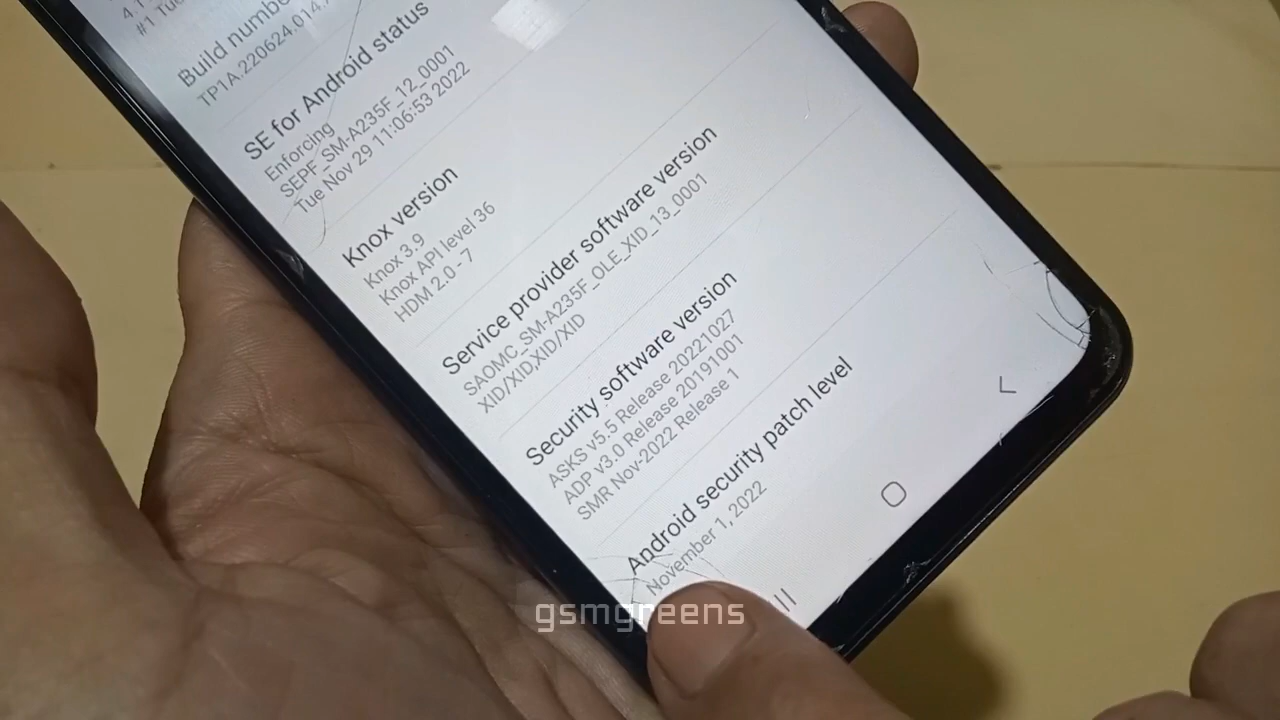 #1 Tue
Build number
TP1A.220624.014.
SE for Android status
Enforcing
SEPF_SM-A235F_12_0001
Tue Nov 29 11:06:53 2022
Knox version
Knox 3.9
Knox API level 36
HDM 2.0 - 7
Service provider software version
SAOMC_SM-A235F_OLE_XID_13_0001
XID/XID,XID/XID
Security software version
ASKS v5.5 Release 20221027
ADP v3.0 Release 20191001
SMR Nov-2022 Release 1
Android security patch level
November 1, 2022
gsmgreens